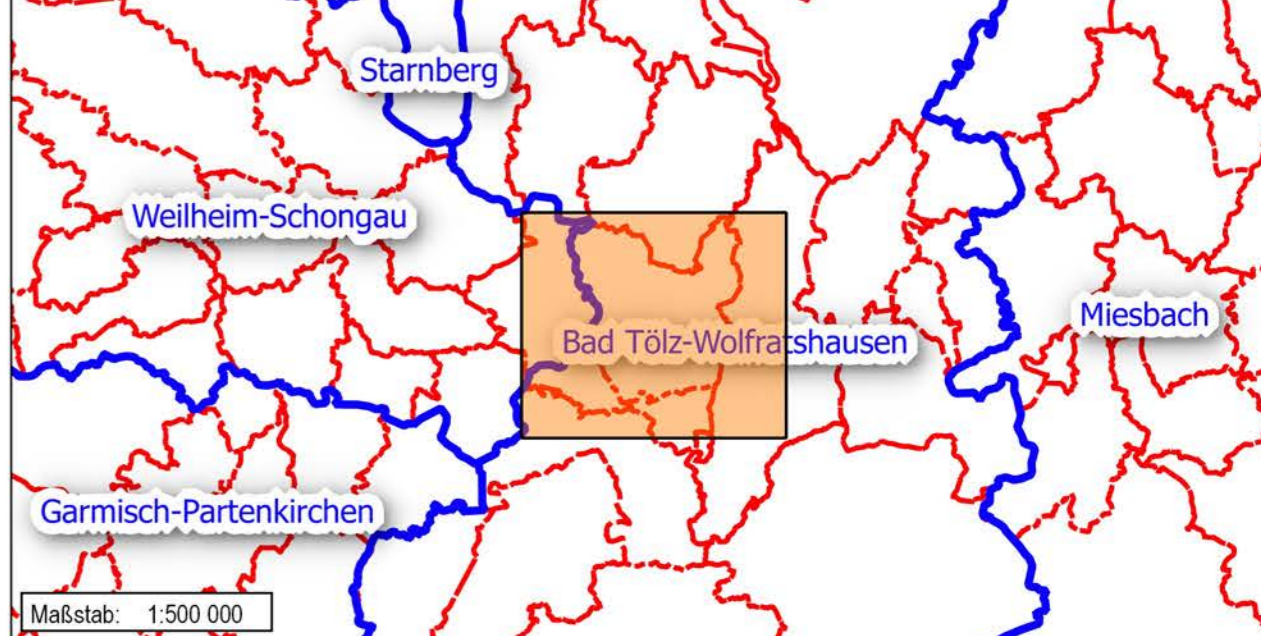 Starnberg
Weilheim-Schongau
Miesbach
Bad Tölz-Wolfratshausen
Garmisch-Partenkirchen
Maßstab: 1:500 000